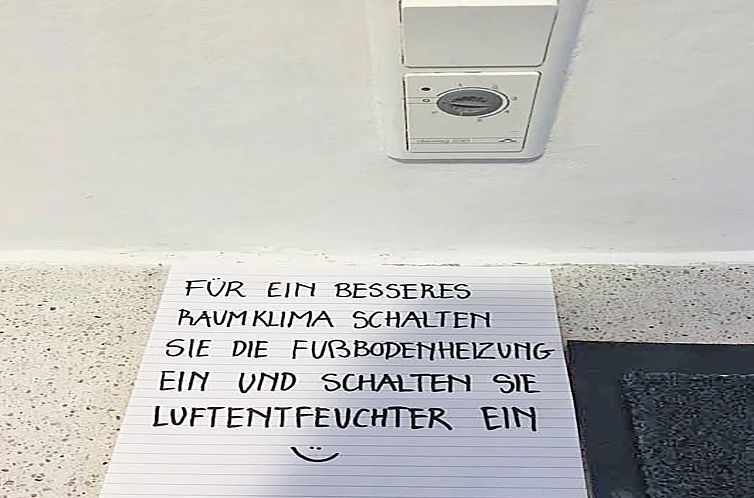 FÜR EIN BESSERES
RAUMKLIMA SCHALTEN
SIE DIE FUßBODENHEIZUNG
EIN UND SCHALTEN SIE
LUFTENTFEUCHTER EIN